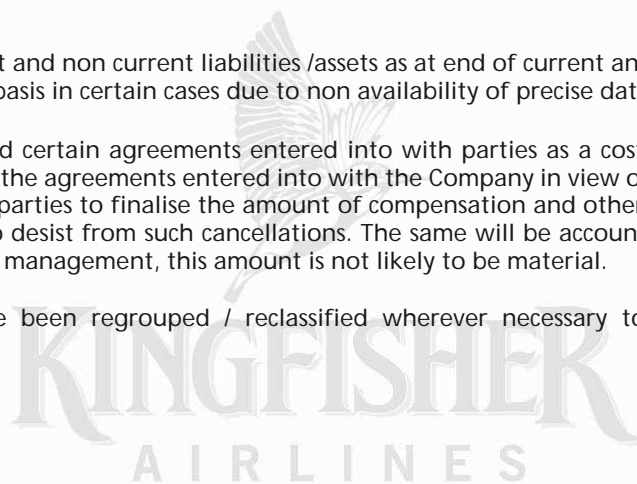 t and non current liabilities /assets as at end of current an
basis in certain cases due to non availability of precise dat
d certain agreements entered into with parties as a cost
the agreements entered into with the Company in view o
parties to finalise the amount of compensation and other
o desist from such cancellations. The same will be accoun
management, this amount is not likely to be material.
e been regrouped / reclassified wherever necessary to
KINGFISHER
AIRLINES